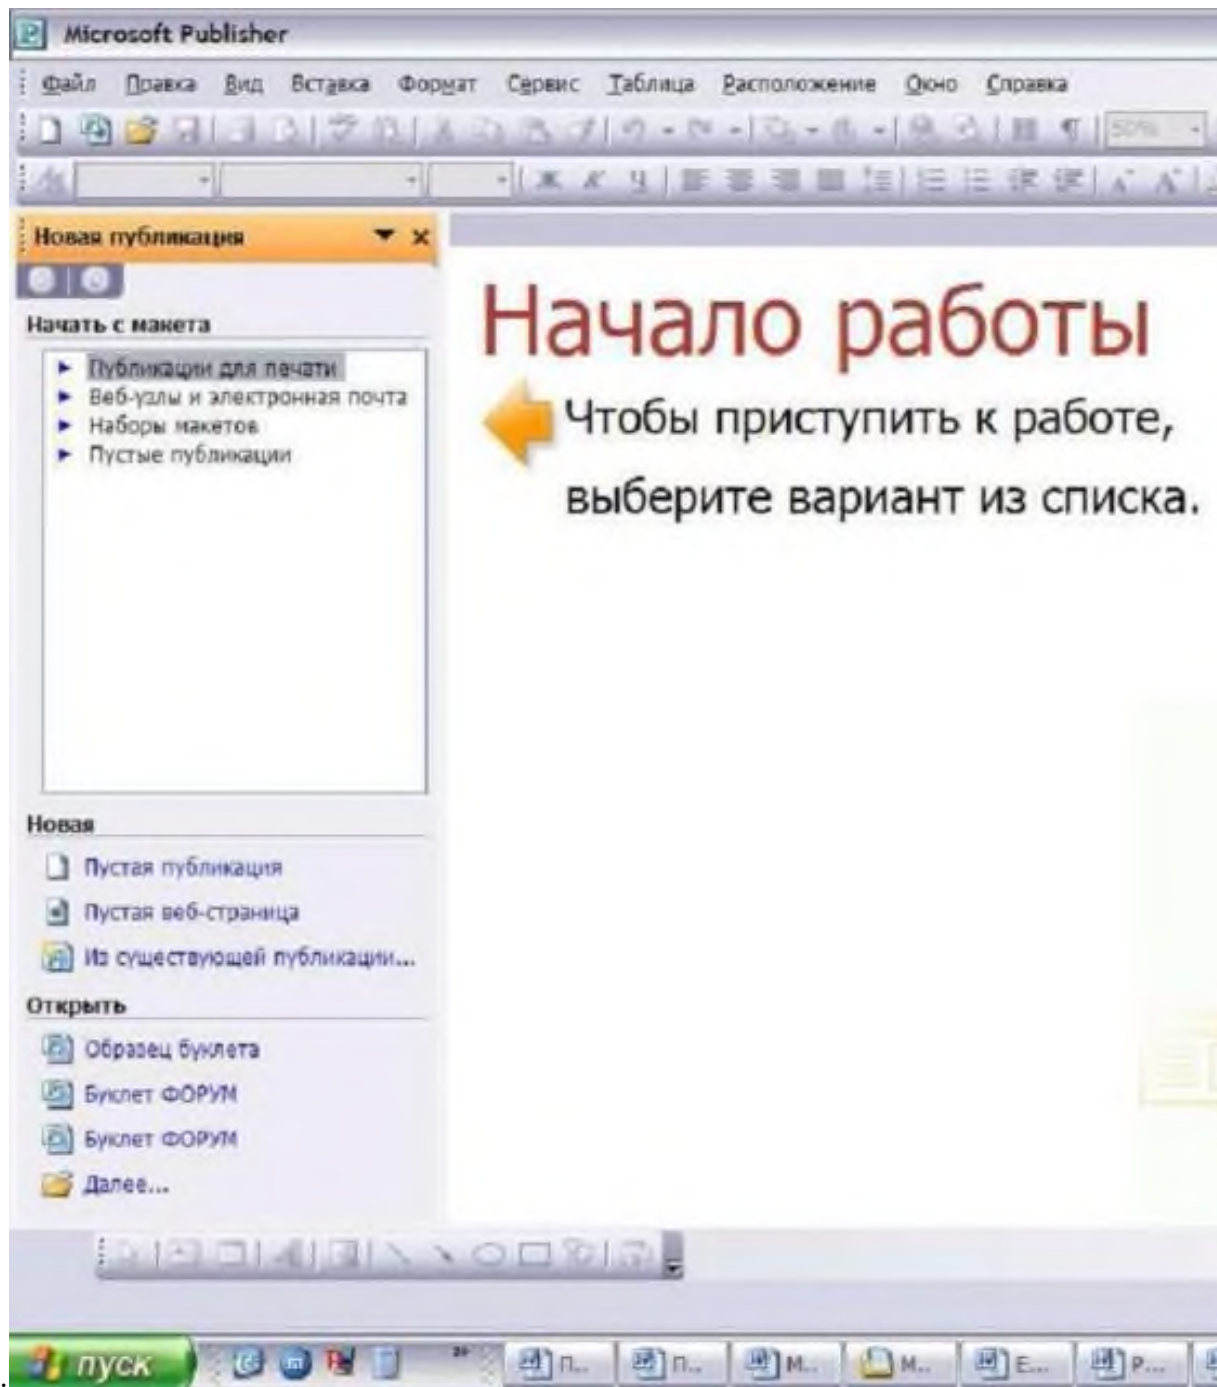 Microsoft Publisher
Файл Правка Вид Вставка Формат Сервис Таблица Расположение Окно Справка
50%
Ж К Ч
Новая публикация
Начать с макета
Публикации для печати
Веб-узлы и электронная почта
Наборы макетов
Пустые публикации
Начало работы
Чтобы приступить к работе,
выберите вариант из списка.
Новая
Пустая публикация
Пустая веб-страница
Из существующей публикации...
Открыть
Образец буклета
Буклет ФОРУМ
Буклет ФОРУМ
Далее...
пуск
П... П... М... М... Е... Р...